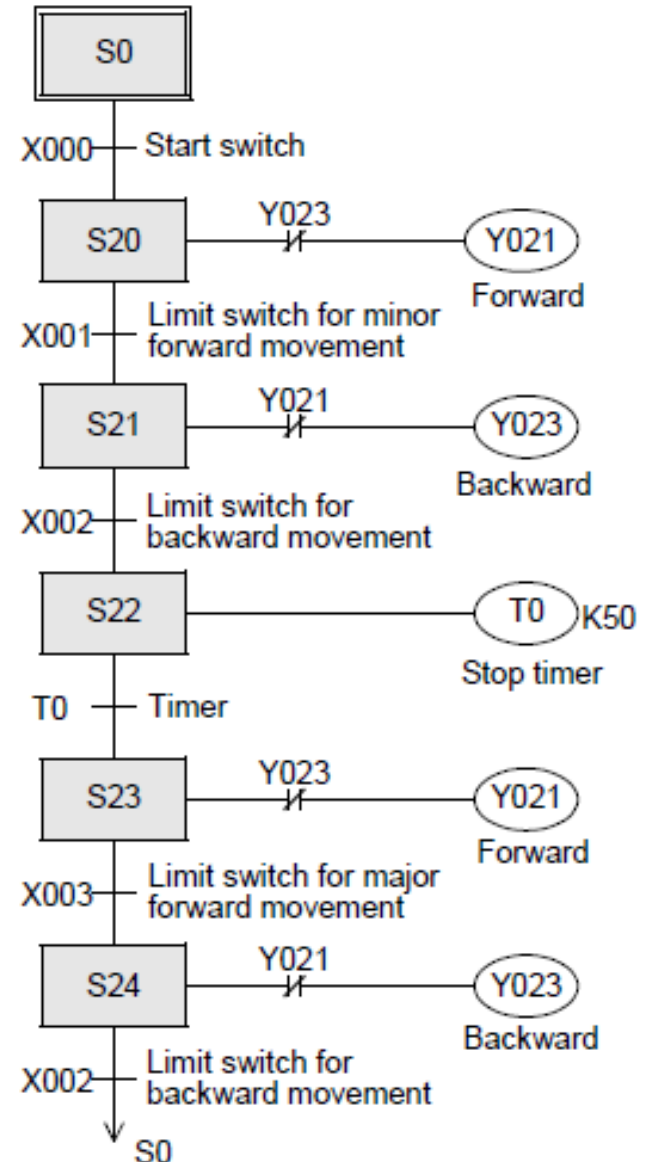 S0
X000 Start switch
Y023
S20 Y021
Forward
X001 Limit switch for minor
forward movement
Y021
S21 Y023
Backward
X002 Limit switch for
backward movement
S22 T0 K50
Stop timer
T0 Timer
Y023
S23 Y021
Forward
X003 Limit switch for major
forward movement
Y021
S24 Y023
Backward
X002 Limit switch for
backward movement
S0